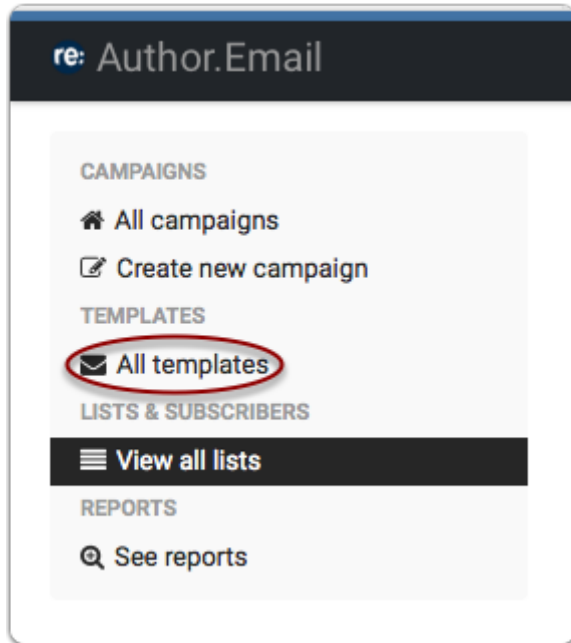 re: Author.Email
CAMPAIGNS
All campaigns
Create new campaign
TEMPLATES
All templates
LISTS & SUBSCRIBERS
View all lists
REPORTS
See reports